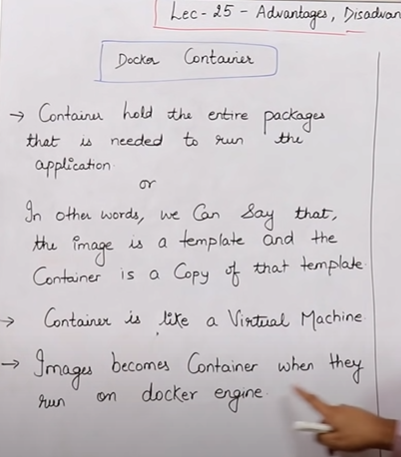 Lec-25 - Advantages, Disadvan
Docker Container
→ Container hold the entire packages
that is needed to run the
application.
or
In other words, we Can Say that,
the image is a template and the
Container is a Copy of that template.
→ Container is like a Virtual Machine
→ Images becomes Container when they
run on docker engine.